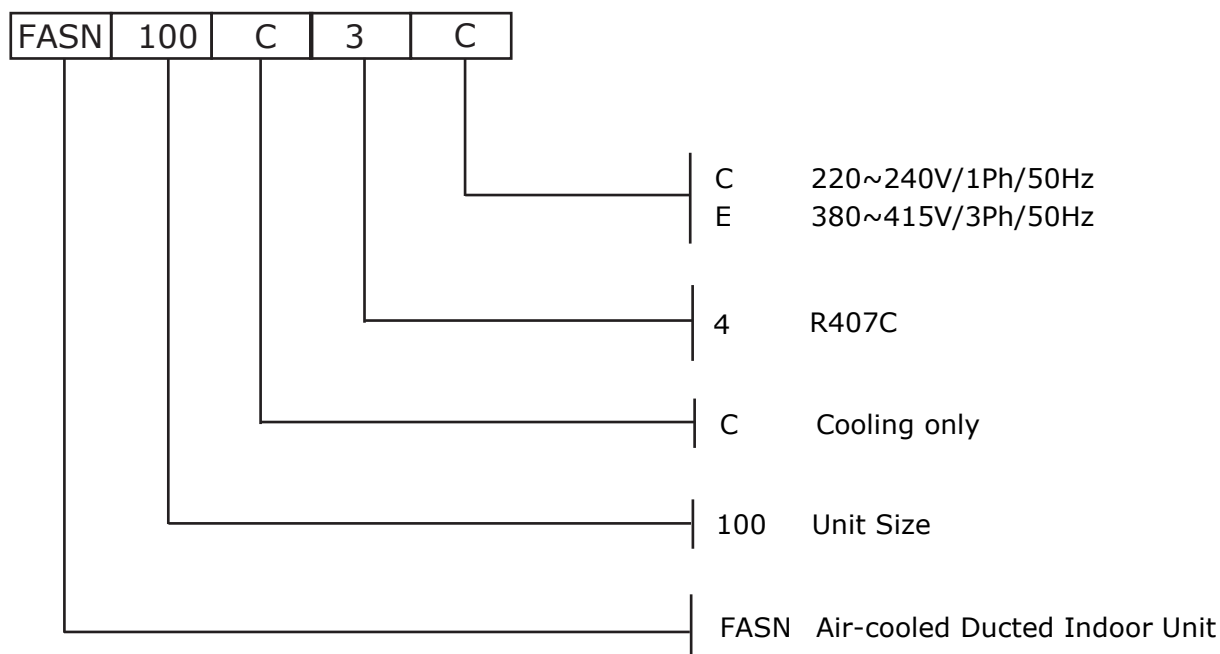 FASN 100 C 3 C
C 220~240V/1Ph/50Hz
E 380~415V/3Ph/50Hz
4 R407C
C Cooling only
100 Unit Size
FASN Air-cooled Ducted Indoor Unit